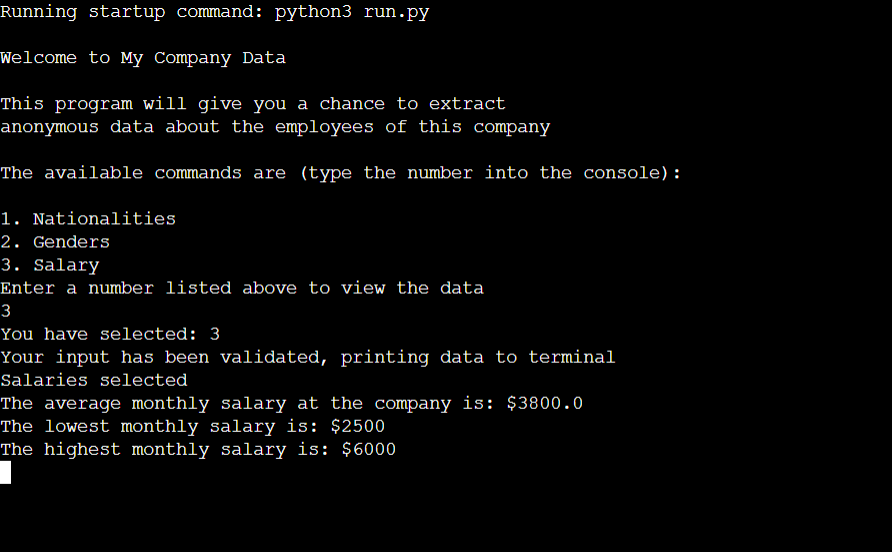 Running startup command: python3 run.py
Welcome to My Company Data
This program will give you a chance to extract
anonymous data about the employees of this company
The available commands are (type the number into the console):
1. Nationalities
2. Genders
3. Salary
Enter a number listed above to view the data
3
You have selected: 3
Your input has been validated, printing data to terminal
Salaries selected
The average monthly salary at the company is: $3800.0
The lowest monthly salary is: $2500
The highest monthly salary is: $6000